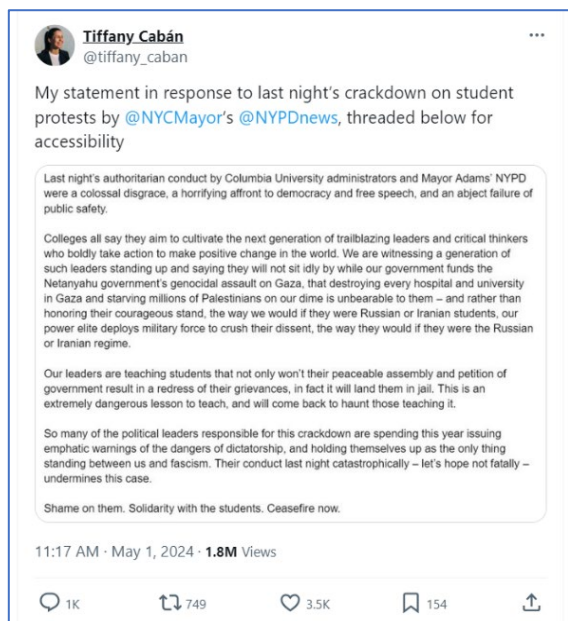 Tiffany Cabán
@tiffany_caban
My statement in response to last night's crackdown on student
protests by @NYCMayor's @NYPDnews, threaded below for
accessibility
Last night's authoritarian conduct by Columbia University administrators and Mayor Adams' NYPD
were a colossal disgrace, a horrifying affront to democracy and free speech, and an abject failure of
public safety.
Colleges all say they aim to cultivate the next generation of trailblazing leaders and critical thinkers
who boldly take action to make positive change in the world. We are witnessing a generation of
such leaders standing up and saying they will not sit idly by while our government funds the
Netanyahu government's genocidal assault on Gaza, that destroying every hospital and university
in Gaza and starving millions of Palestinians on our dime is unbearable to them – and rather than
honoring their courageous stand, the way we would if they were Russian or Iranian students, our
power elite deploys military force to crush their dissent, the way they would if they were the Russian
or Iranian regime.
Our leaders are teaching students that not only won't their peaceable assembly and petition of
government result in a redress of their grievances, in fact it will land them in jail. This is an
extremely dangerous lesson to teach, and will come back to haunt those teaching it.
So many of the political leaders responsible for this crackdown are spending this year issuing
emphatic warnings of the dangers of dictatorship, and holding themselves up as the only thing
standing between us and fascism. Their conduct last night catastrophically – let's hope not fatally –
undermines this case.
Shame on them. Solidarity with the students. Ceasefire now.
11:17 AM · May 1, 2024 · 1.8M Views
1K 749 3.5K 154